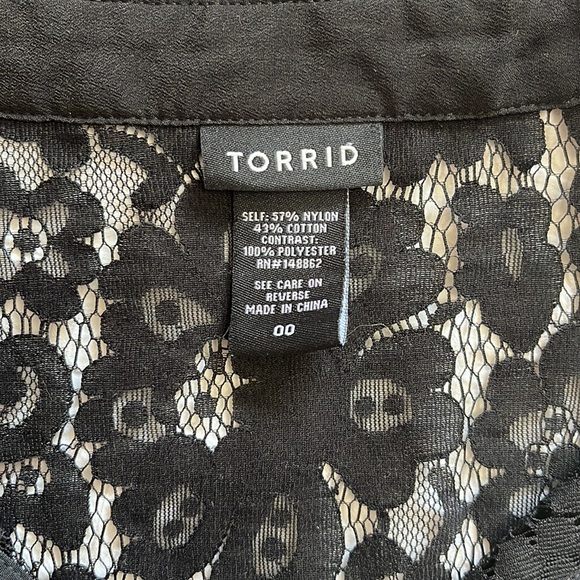 TORRID
SELF: 57% NYLON
43% COTTON
CONTRAST:
100% POLYESTER
RN#148862
SEE CARE ON
REVERSE
MADE IN CHINA
00